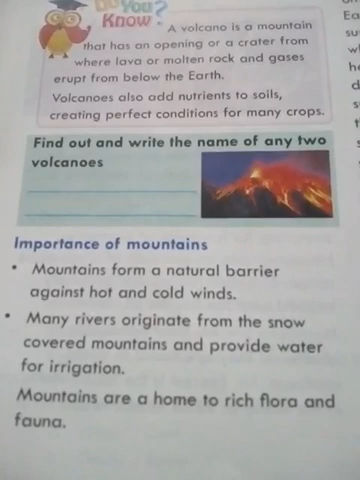 Do You
Know?
A volcano is a mountain
that has an opening or a crater from
where lava or molten rock and gases
erupt from below the Earth.
Volcanoes also add nutrients to soils,
creating perfect conditions for many crops.
Find out and write the name of any two
volcanoes
Importance of mountains
• Mountains form a natural barrier
against hot and cold winds.
• Many rivers originate from the snow
covered mountains and provide water
for irrigation.
Mountains are a home to rich flora and
fauna.